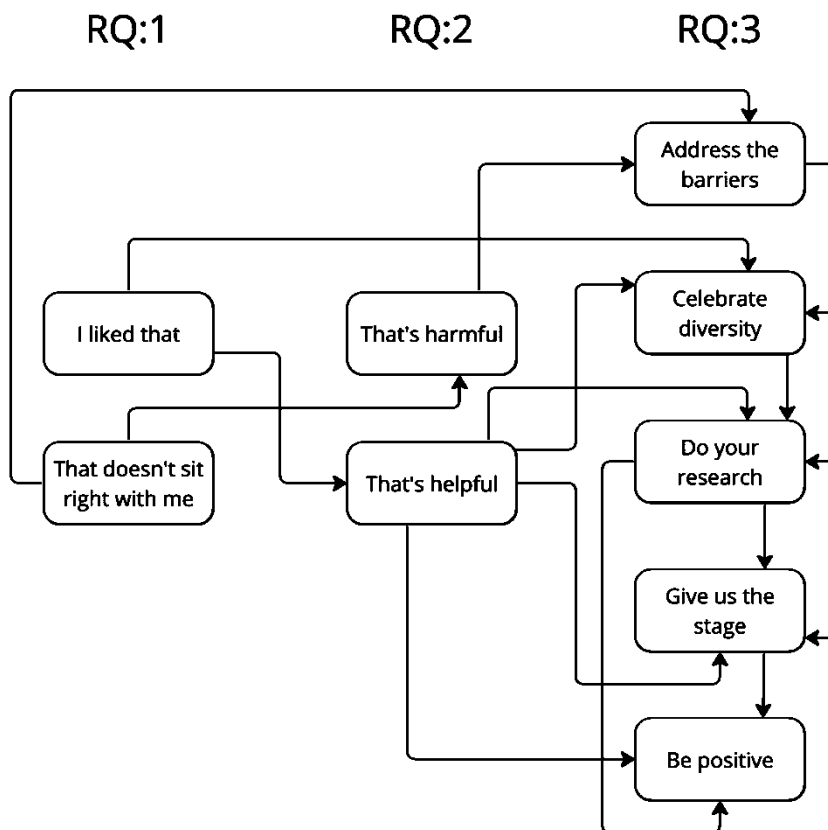 RQ:1
RQ:2
RQ:3
Address the
barriers
I liked that
That's harmful
Celebrate
diversity
That doesn't sit
right with me
That's helpful
Do your
research
Give us the
stage
Be positive